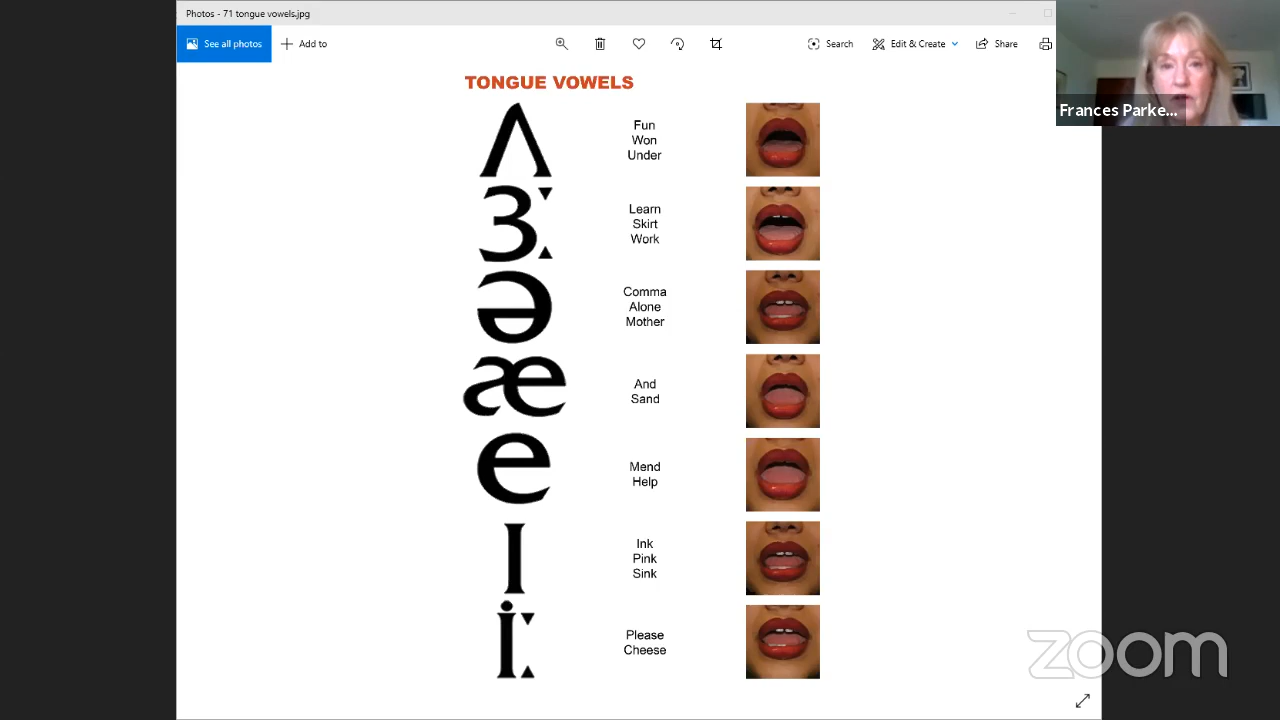 Photos - 71 tongue vowels.jpg
See all photos
Add to
Search
Edit & Create
Share
Frances Parke...
TONGUE VOWELS
ʌ
Fun
Won
Under
ɜː
Learn
Skirt
Work
ə
Comma
Alone
Mother
æ
And
Sand
e
Mend
Help
ɪ
Ink
Pink
Sink
iː
Please
Cheese
zoom